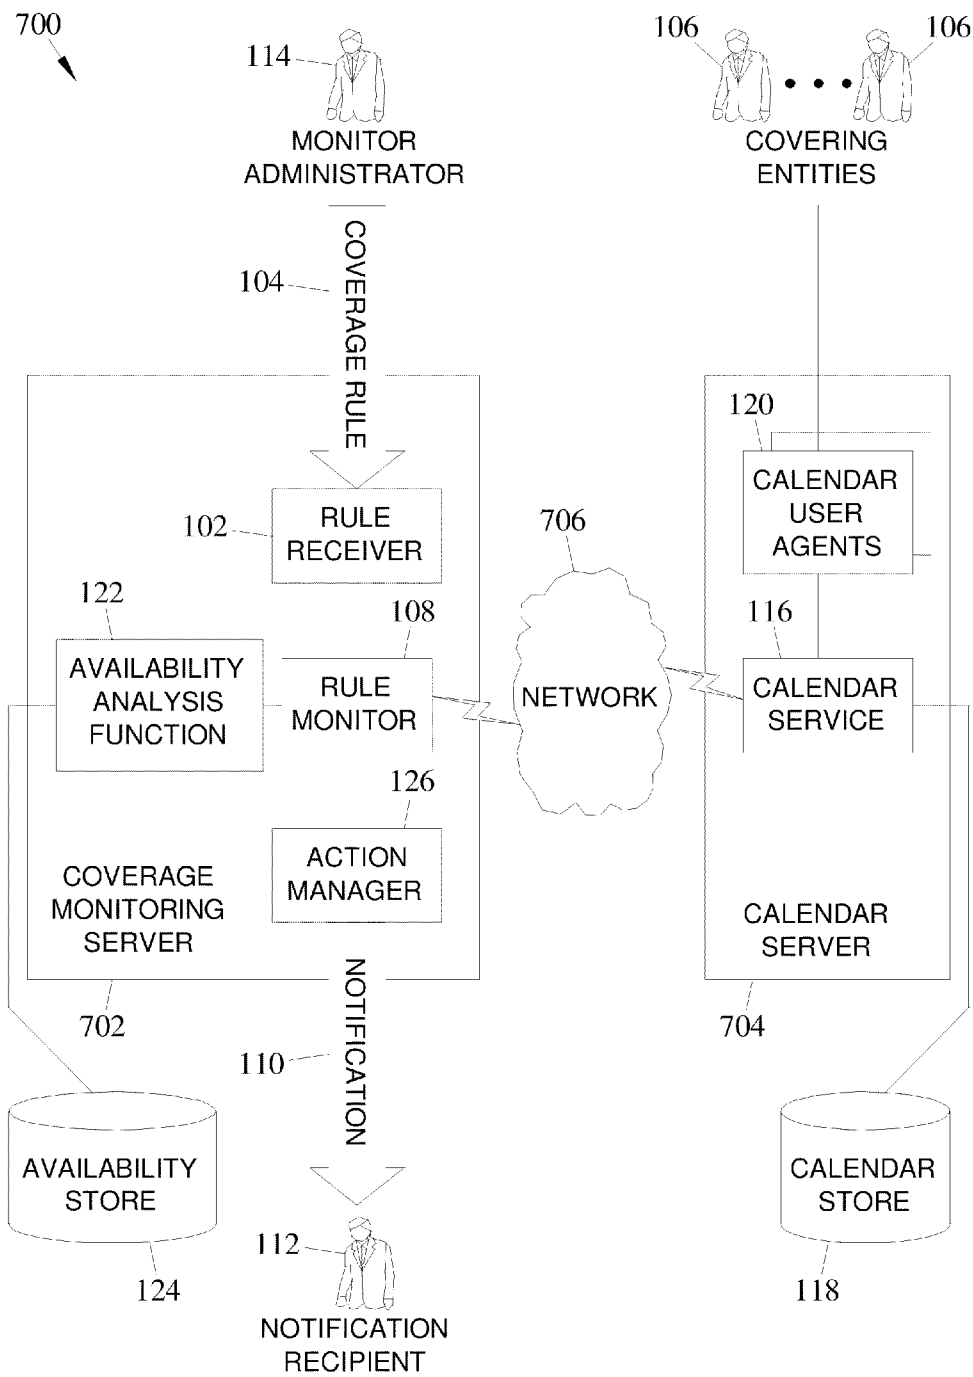 700
114
106
106
MONITOR
ADMINISTRATOR
COVERING
ENTITIES
COVERAGE RULE
104
120
CALENDAR
USER
AGENTS
102
RULE
RECEIVER
706
122
108
116
AVAILABILITY
ANALYSIS
FUNCTION
RULE
MONITOR
NETWORK
CALENDAR
SERVICE
126
ACTION
MANAGER
COVERAGE
MONITORING
SERVER
CALENDAR
SERVER
702
NOTIFICATION
110
704
AVAILABILITY
STORE
CALENDAR
STORE
124
112
118
NOTIFICATION
RECIPIENT